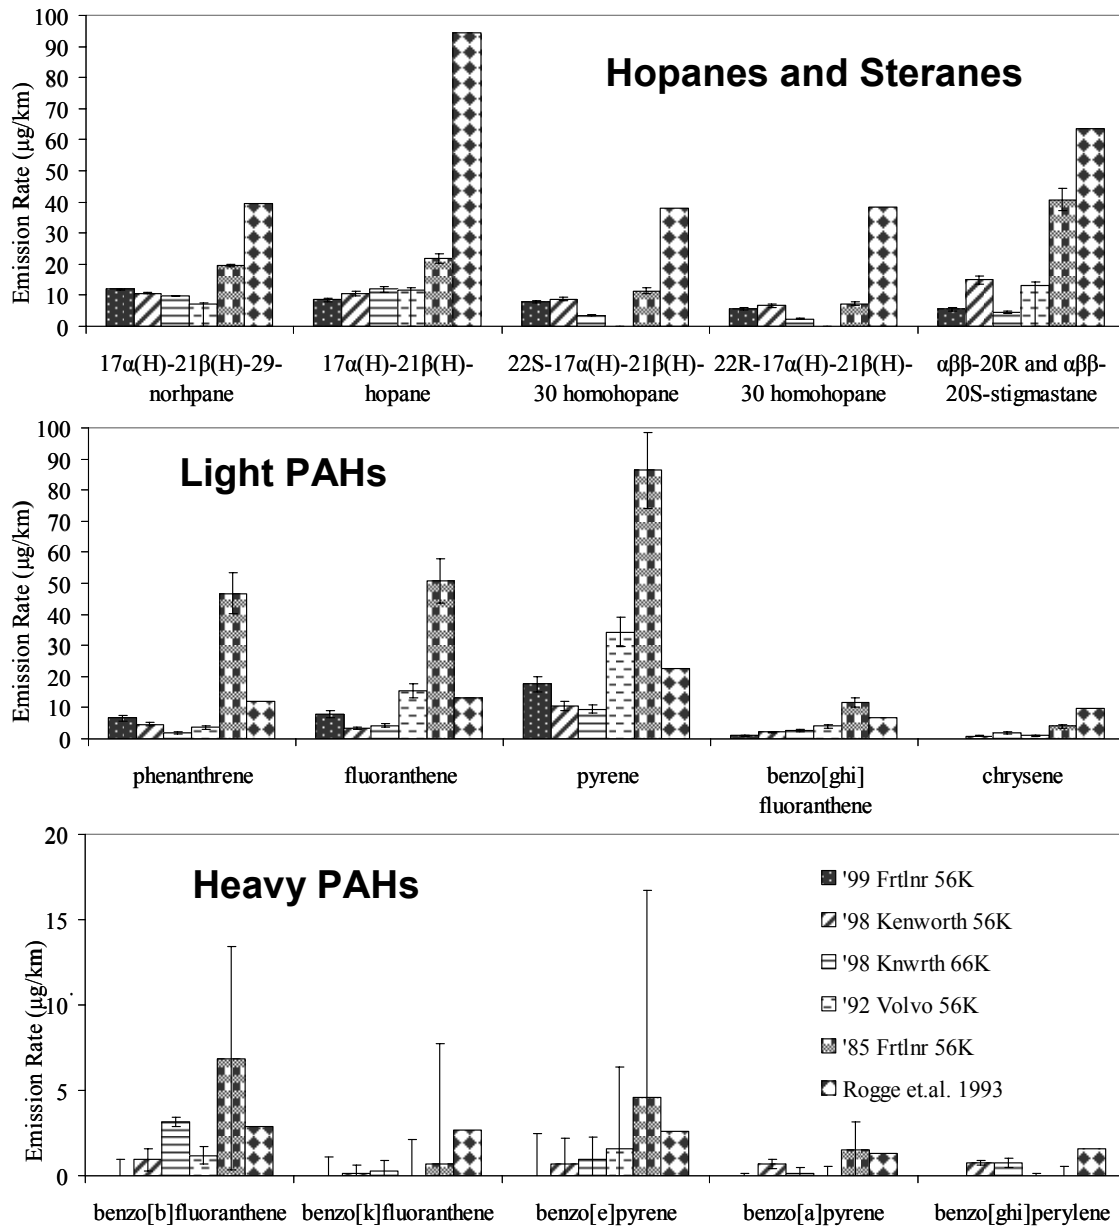 100
90
80
70
60
50
40
30
20
10
0
Emission Rate (µg/km)
Hopanes and Steranes
17α(H)-21β(H)-29-
norhpane
17α(H)-21β(H)-
hopane
22S-17α(H)-21β(H)-
30 homohopane
22R-17α(H)-21β(H)-
30 homohopane
αββ-20R and αββ-
20S-stigmastane
100
90
80
70
60
50
40
30
20
10
0
Emission Rate (µg/km)
Light PAHs
phenanthrene
fluoranthene
pyrene
benzo[ghi]
fluoranthene
chrysene
20
15
10
5
0
Emission Rate (µg/km)
Heavy PAHs
'99 Frtlnr 56K
'98 Kenworth 56K
'98 Knwrth 66K
'92 Volvo 56K
'85 Frtlnr 56K
Rogge et.al. 1993
benzo[b]fluoranthene
benzo[k]fluoranthene
benzo[e]pyrene
benzo[a]pyrene
benzo[ghi]perylene